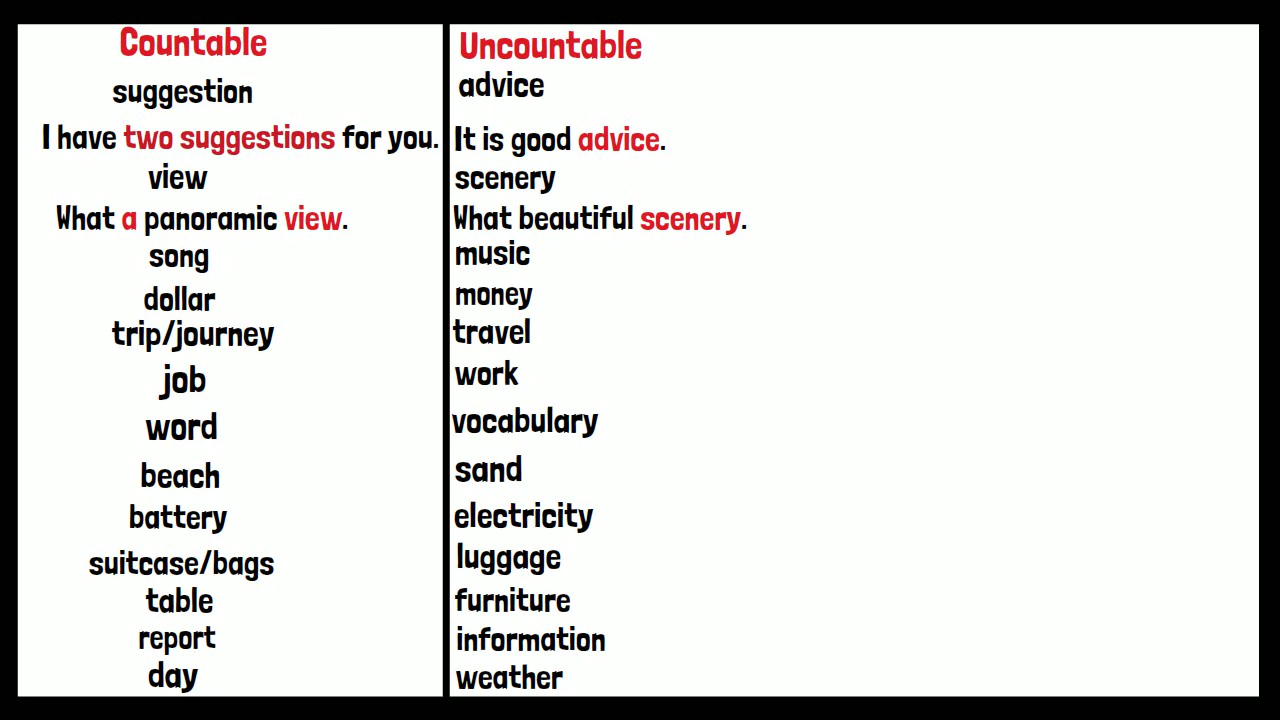 Countable
suggestion
I have two suggestions for you.
view
What a panoramic view.
song
dollar
trip/journey
job
word
beach
battery
suitcase/bags
table
report
day
Uncountable
advice
It is good advice.
scenery
What beautiful scenery.
music
money
travel
work
vocabulary
sand
electricity
luggage
furniture
information
weather